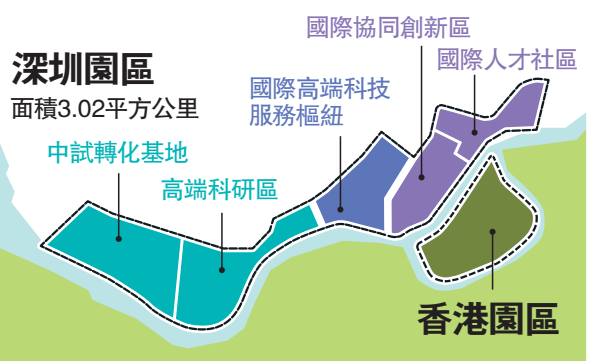 國際協同創新區
深圳園區
國際人才社區
面積3.02平方公里
國際高端科技
服務樞紐
中試轉化基地
高端科研區
香港園區